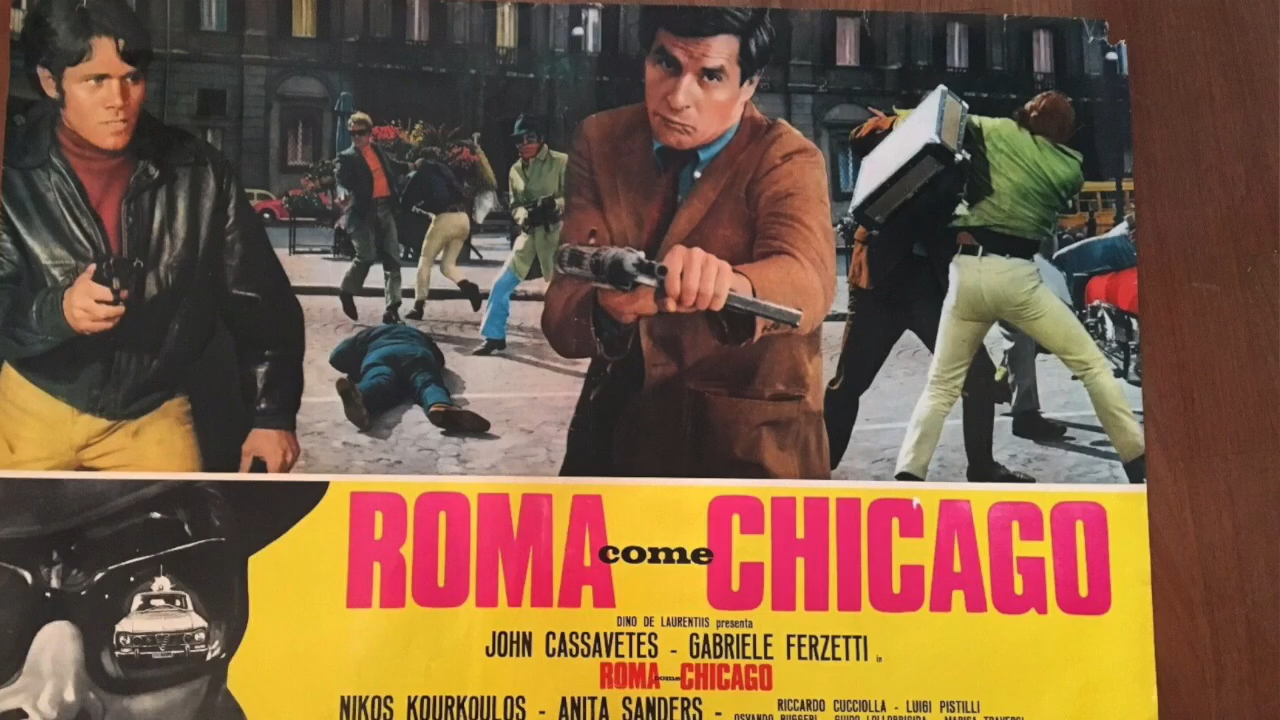 ROMA come CHICAGO
DINO DE LAURENTIIS presenta
JOHN CASSAVETES - GABRIELE FERZETTI in
ROMA come CHICAGO
NIKOS KOURKOULOS - ANITA SANDERS -
RICCARDO CUCCIOLLA - LUIGI PISTILLI